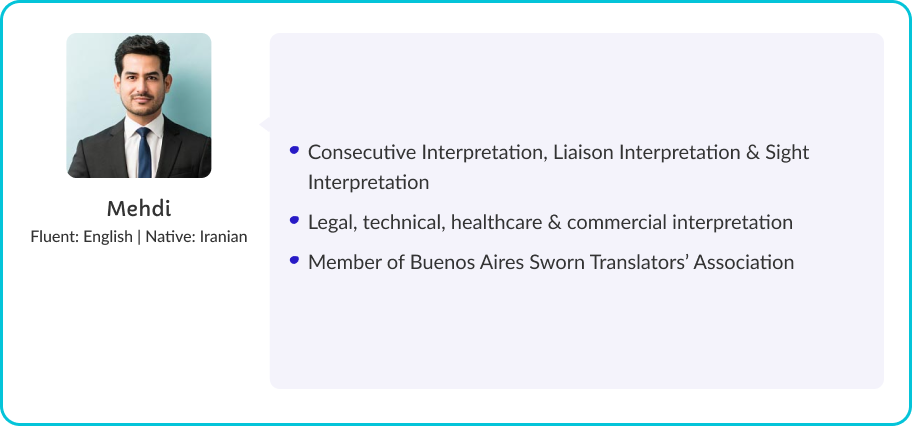 Mehdi
Fluent: English | Native: Iranian
Consecutive Interpretation, Liaison Interpretation & Sight
Interpretation
Legal, technical, healthcare & commercial interpretation
Member of Buenos Aires Sworn Translators’ Association